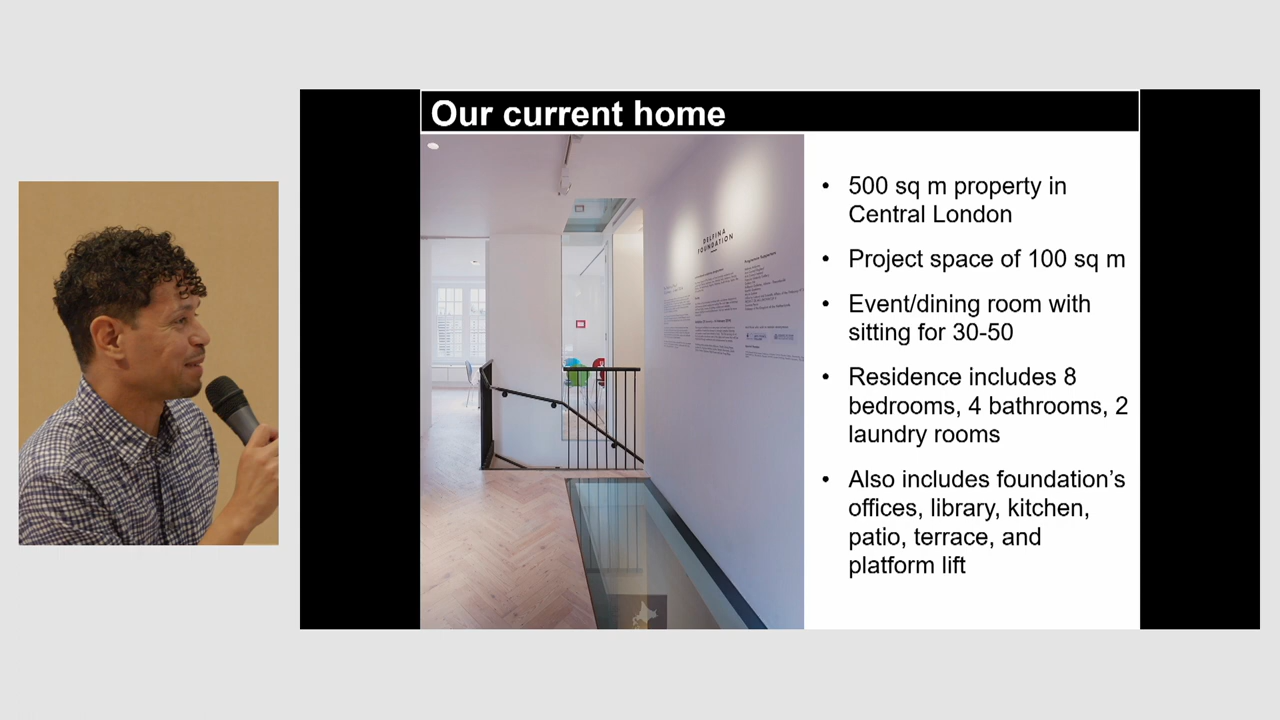 Our current home
DELFINA
FOUNDATION
• 500 sq m property in
Central London
• Project space of 100 sq m
• Event/dining room with
sitting for 30-50
• Residence includes 8
bedrooms, 4 bathrooms, 2
laundry rooms
• Also includes foundation’s
offices, library, kitchen,
patio, terrace, and
platform lift